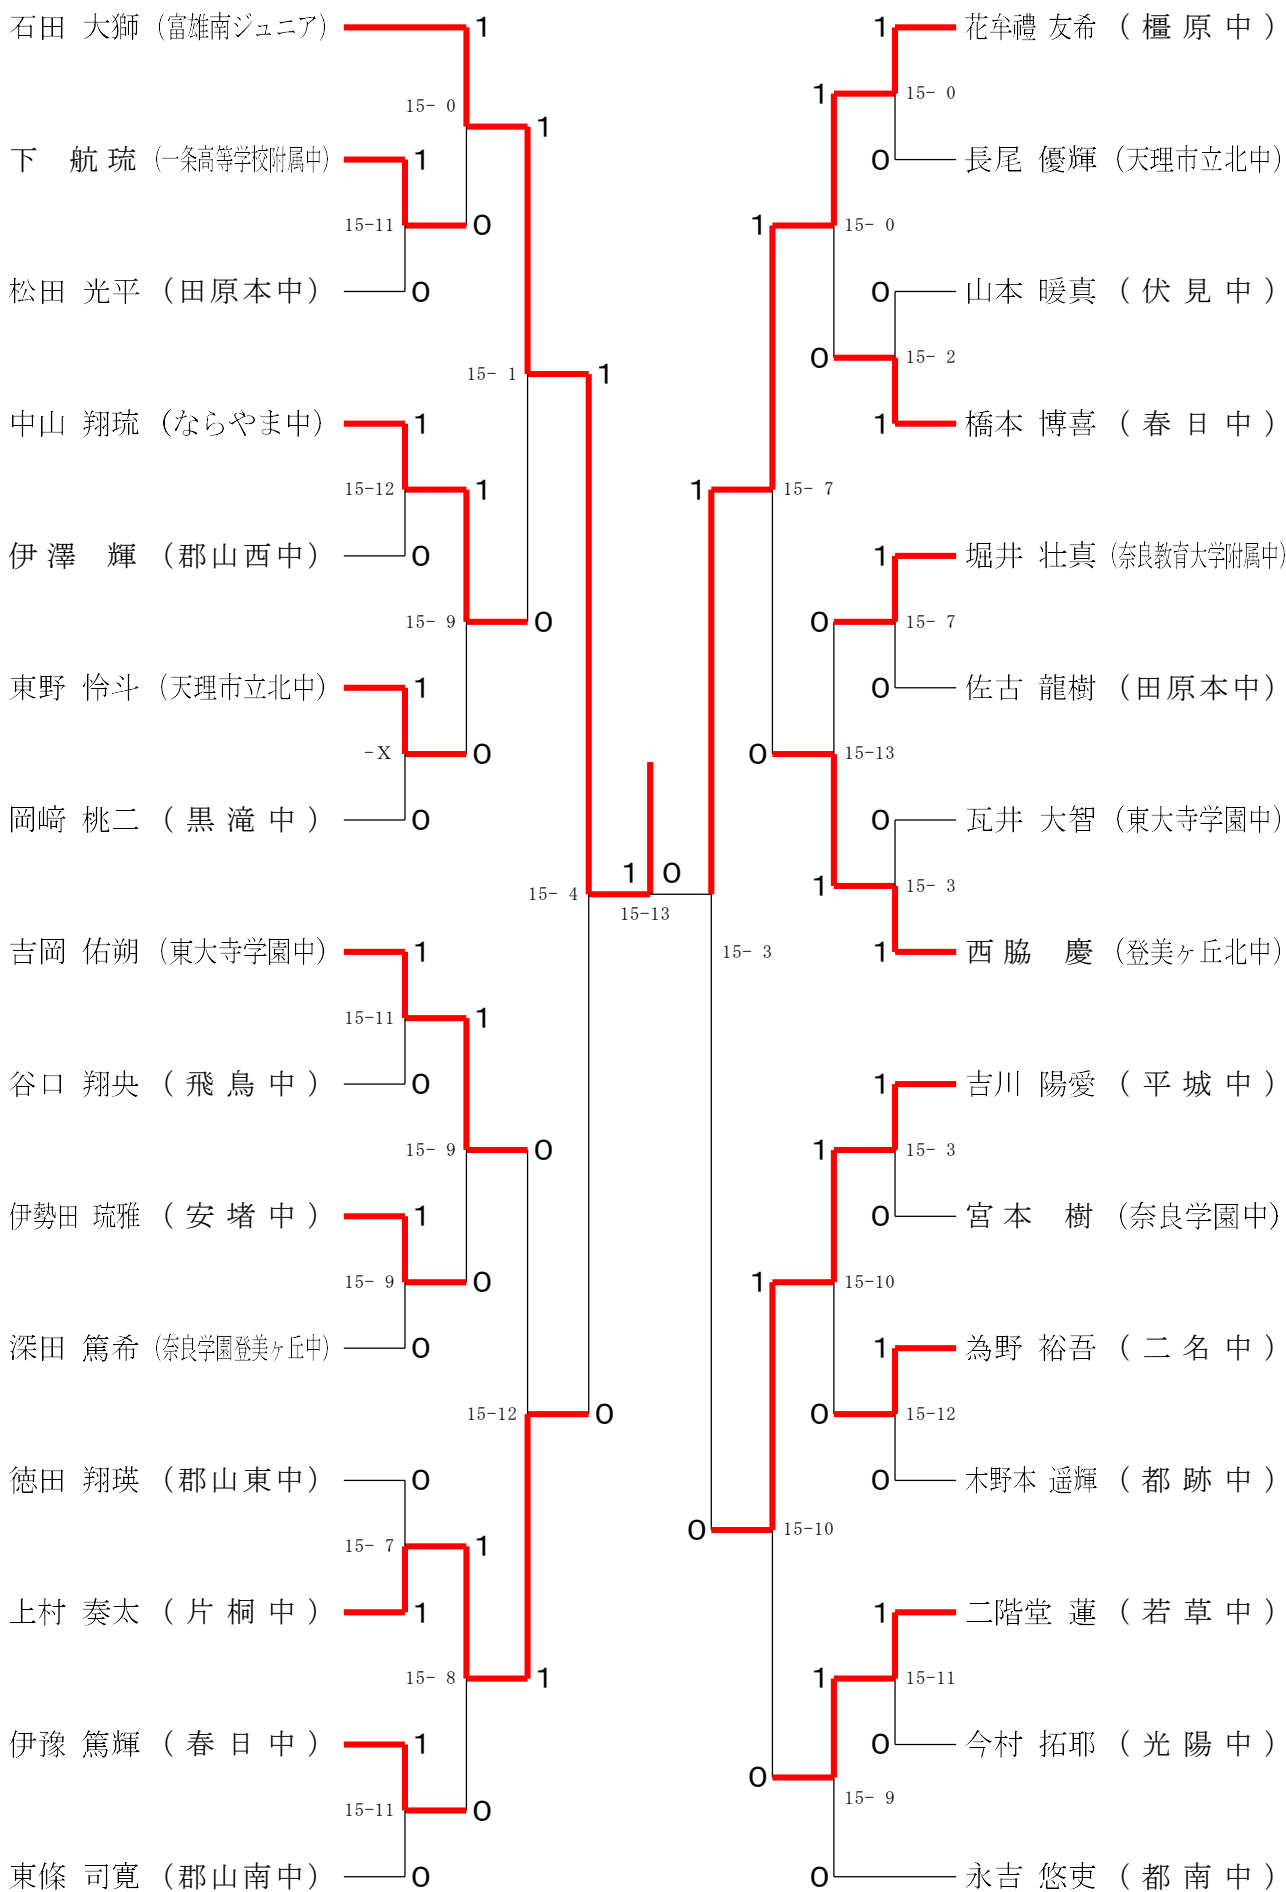 石田 大獅 (富雄南ジュニア)
1
15- 0
1
下 航琉 (一条高等学校附属中)
1
15-11
0
松田 光平 (田原本中)
0
15- 1
1
中山 翔琉 (ならやま中)
1
15-12
1
伊澤 輝 (郡山西中)
0
15- 9
0
東野 怜斗 (天理市立北中)
1
-X
0
岡﨑 桃二 (黒滝中)
0
15- 4
吉岡 佑朔 (東大寺学園中)
1
15-11
1
谷口 翔央 (飛鳥中)
0
15- 9
0
伊勢田 琉雅 (安堵中)
1
15- 9
0
深田 篤希 (奈良学園登美ヶ丘中)
0
15-12
0
徳田 翔瑛 (郡山東中)
0
15- 7
1
上村 奏太 (片桐中)
1
15- 8
1
伊豫 篤輝 (春日中)
1
15-11
0
東條 司寛 (郡山南中)
0
1 0
15-13
1 花牟禮 友希 (橿原中)
1
15- 0
0 長尾 優輝 (天理市立北中)
1
15- 0
0 山本 暖真 (伏見中)
0
15- 2
1 橋本 博喜 (春日中)
1
15- 7
1 堀井 壮真 (奈良教育大学附属中)
0
15- 7
0 佐古 龍樹 (田原本中)
0
15-13
0 瓦井 大智 (東大寺学園中)
1
15- 3
1 西脇 慶 (登美ヶ丘北中)
15- 3
1 吉川 陽愛 (平城中)
1
15- 3
0 宮本 樹 (奈良学園中)
1
15-10
1 為野 裕吾 (二名中)
0
15-12
0 木野本 遥輝 (都跡中)
0
15-10
1 二階堂 蓮 (若草中)
1
15-11
0 今村 拓耶 (光陽中)
0
15- 9
0 永吉 悠吏 (都南中)